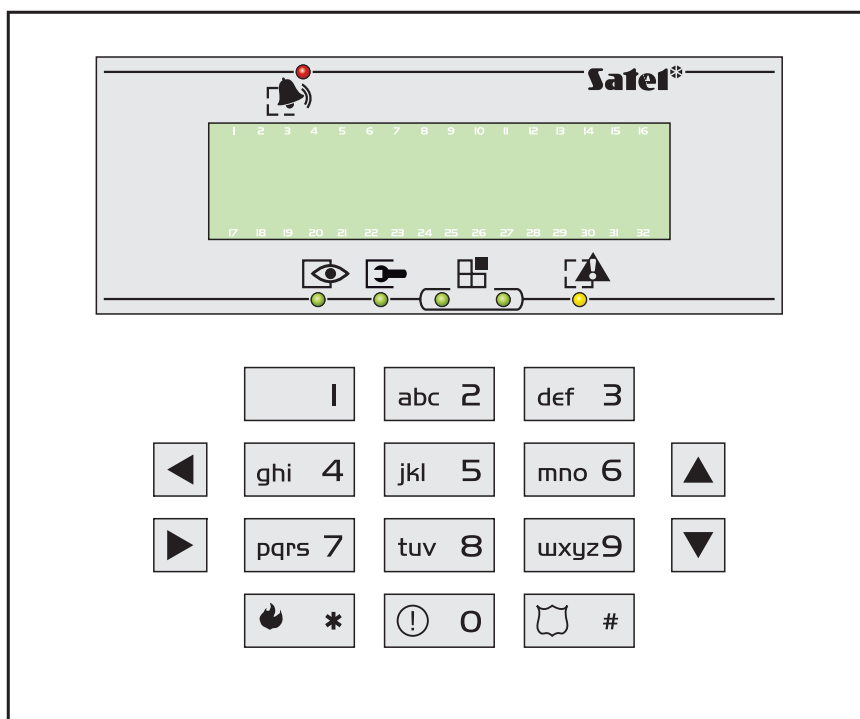 Satel
1 2 3 4 5 6 7 8 9 10 11 12 13 14 15 16
17 18 19 20 21 22 23 24 25 26 27 28 29 30 31 32
1 abc 2 def 3
ghi 4 jkl 5 mno 6
pqrs 7 tuv 8 wxyz 9
* ! 0 #